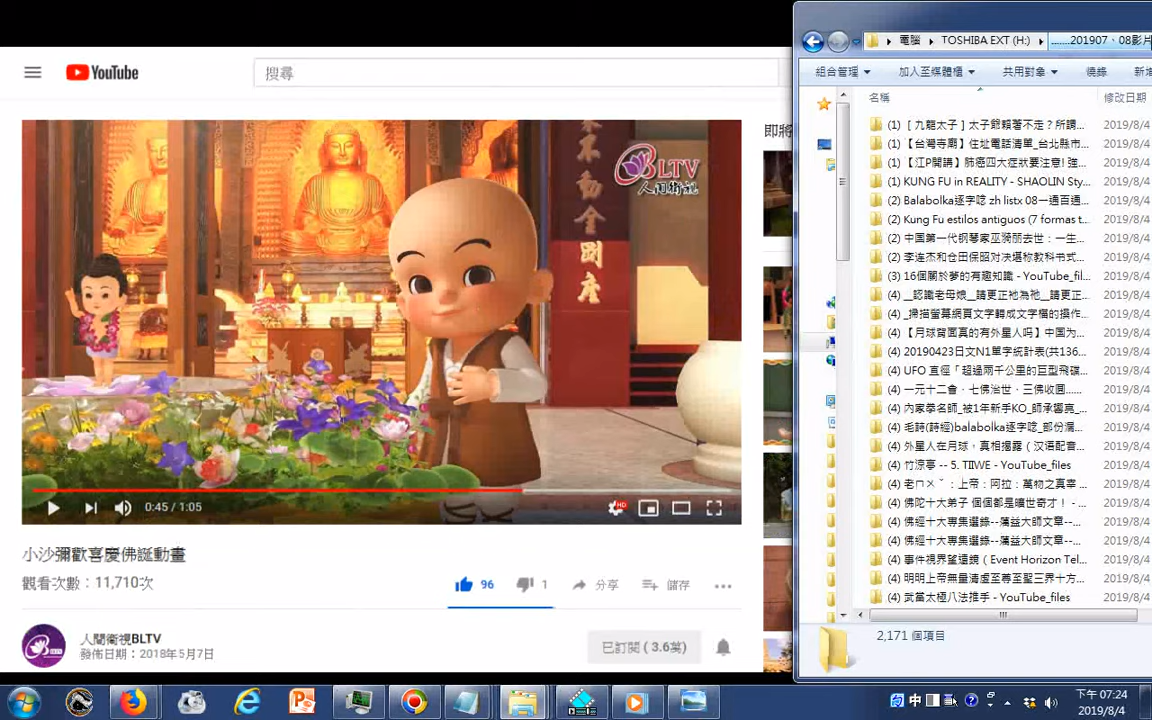 YouTube
搜尋
BLTV
人間衛視
不動金剛度
0:45 / 1:05
HD
小沙彌歡喜慶佛誕動畫
觀看次數：11,710次
96
1
分享
儲存
人間衛視BLTV
發佈日期：2018年5月7日
已訂閱（3.6萬）
即將
電腦 ▸ TOSHIBA EXT (H:) ▸ .......201907、08影片
組合管理 加入至媒體櫃 共用對象 燒錄 新增
名稱 修改日期
(1)［九龍太子］太子爺賴著不走？所謂... 2019/8/4
(1)【台灣寺廟】住址電話清單_台北縣市... 2019/8/4
(1)【江P開講】肺癌四大症狀要注意! 強... 2019/8/4
(1) KUNG FU in REALITY - SHAOLIN Sty... 2019/8/4
(2) Balabolka逐字唸 zh listx 08一通百通... 2019/8/4
(2) Kung Fu estilos antiguos (7 formas t... 2019/8/4
(2) 中国第一代钢琴家巫漪丽去世：一生... 2019/8/4
(2) 李连杰和仓田保昭对决堪称教科书式... 2019/8/4
(3) 16個關於夢的有趣知識 - YouTube_fil... 2019/8/4
(4) __認識老母娘__請更正祂為祂__請更正... 2019/8/4
(4) _掃描螢幕網頁文字轉成文字檔的操作... 2019/8/4
(4)【月球背面真的有外星人吗】中国为... 2019/8/4
(4) 20190423日文N1單字統計表(共136... 2019/8/4
(4) UFO 直徑「超過兩千公里的巨型飛碟... 2019/8/4
(4) 一元十二會．七佛治世．三佛收圓..... 2019/8/4
(4) 內家拳名師_被1年新手KO_師承響亮_... 2019/8/4
(4) 毛詩(詩經)balabolka逐字唸_部份漏... 2019/8/4
(4) 外星人在月球，真相揭露（汉语配音... 2019/8/4
(4) 竹涼亭 -- 5. TIIWE - YouTube_files 2019/8/4
(4) 老ㄇㄨˇ：上帝：阿拉：萬物之真宰 ... 2019/8/4
(4) 佛陀十大弟子 個個都是曠世奇才！ -... 2019/8/4
(4) 佛經十大專集選錄--蕅益大師文章--... 2019/8/4
(4) 佛經十大專集選錄--蕅益大師文章--... 2019/8/4
(4) 事件視界望遠鏡（Event Horizon Tel... 2019/8/4
(4) 明明上帝無量清虛至尊至聖三界十方... 2019/8/4
(4) 武當太極八法推手 - YouTube_files 2019/8/4
2,171 個項目
中
下午 07:24
2019/8/4